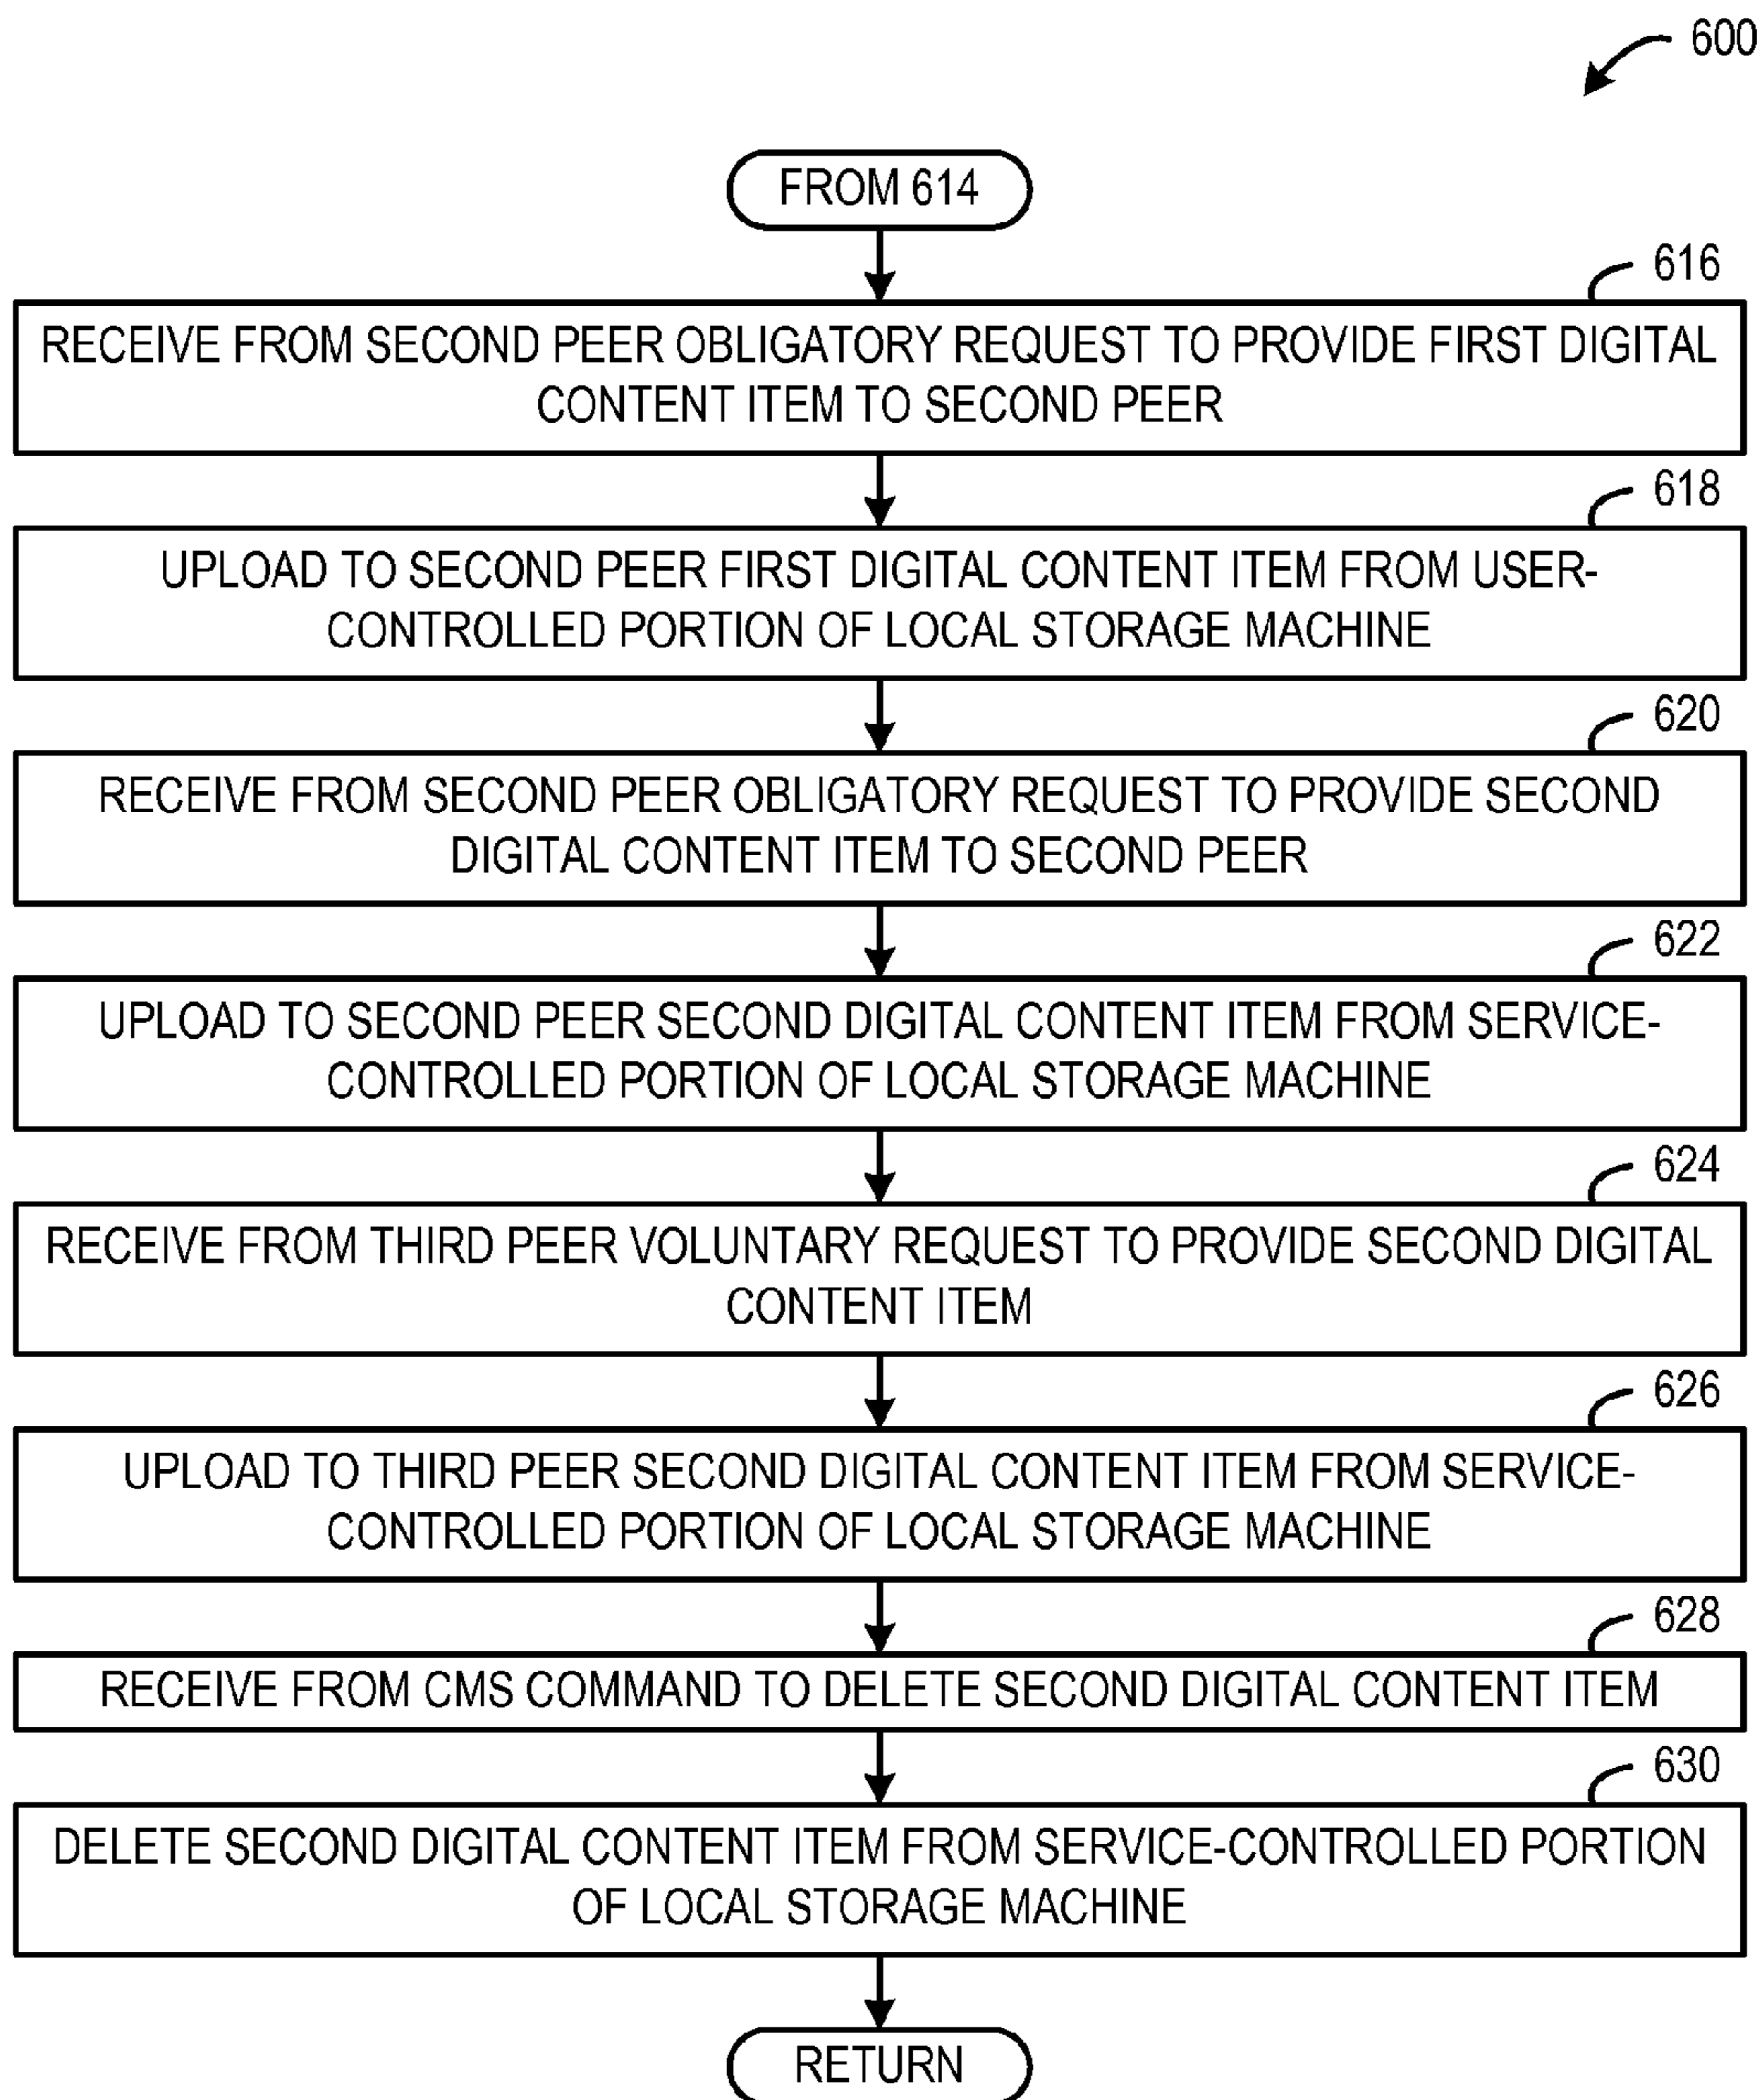 600
FROM 614
616
RECEIVE FROM SECOND PEER OBLIGATORY REQUEST TO PROVIDE FIRST DIGITAL
CONTENT ITEM TO SECOND PEER
618
UPLOAD TO SECOND PEER FIRST DIGITAL CONTENT ITEM FROM USER-
CONTROLLED PORTION OF LOCAL STORAGE MACHINE
620
RECEIVE FROM SECOND PEER OBLIGATORY REQUEST TO PROVIDE SECOND
DIGITAL CONTENT ITEM TO SECOND PEER
622
UPLOAD TO SECOND PEER SECOND DIGITAL CONTENT ITEM FROM SERVICE-
CONTROLLED PORTION OF LOCAL STORAGE MACHINE
624
RECEIVE FROM THIRD PEER VOLUNTARY REQUEST TO PROVIDE SECOND DIGITAL
CONTENT ITEM
626
UPLOAD TO THIRD PEER SECOND DIGITAL CONTENT ITEM FROM SERVICE-
CONTROLLED PORTION OF LOCAL STORAGE MACHINE
628
RECEIVE FROM CMS COMMAND TO DELETE SECOND DIGITAL CONTENT ITEM
630
DELETE SECOND DIGITAL CONTENT ITEM FROM SERVICE-CONTROLLED PORTION
OF LOCAL STORAGE MACHINE
RETURN